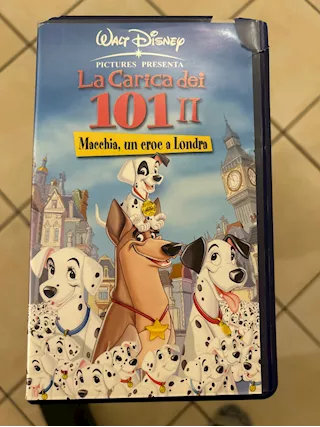 WALT DISNEY
PICTURES PRESENTA
La Carica dei
101 II
Macchia, un eroe a Londra